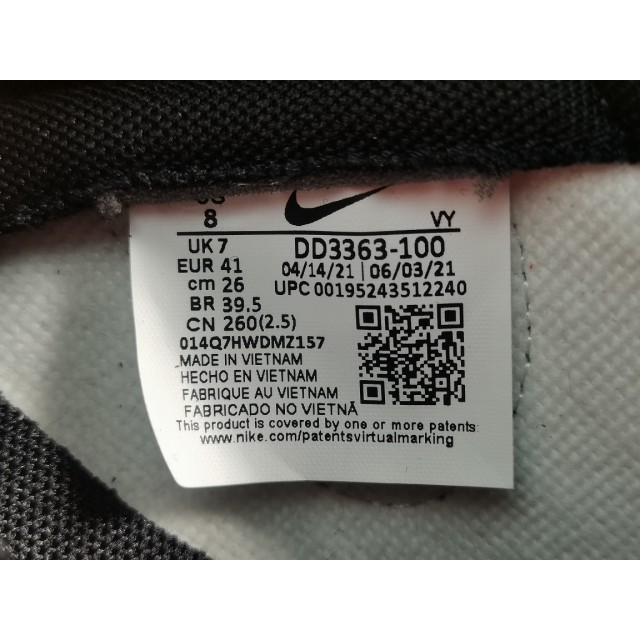 8
VY
UK 7
DD3363-100
EUR 41
04/14/21 | 06/03/21
cm 26
UPC 00195243512240
BR 39.5
CN 260(2.5)
014Q7HWDMZ157
MADE IN VIETNAM
HECHO EN VIETNAM
FABRIQUE AU VIETNAM
FABRICADO NO VIETNÃ
This product is covered by one or more patents:
www.nike.com/patentsvirtualmarking